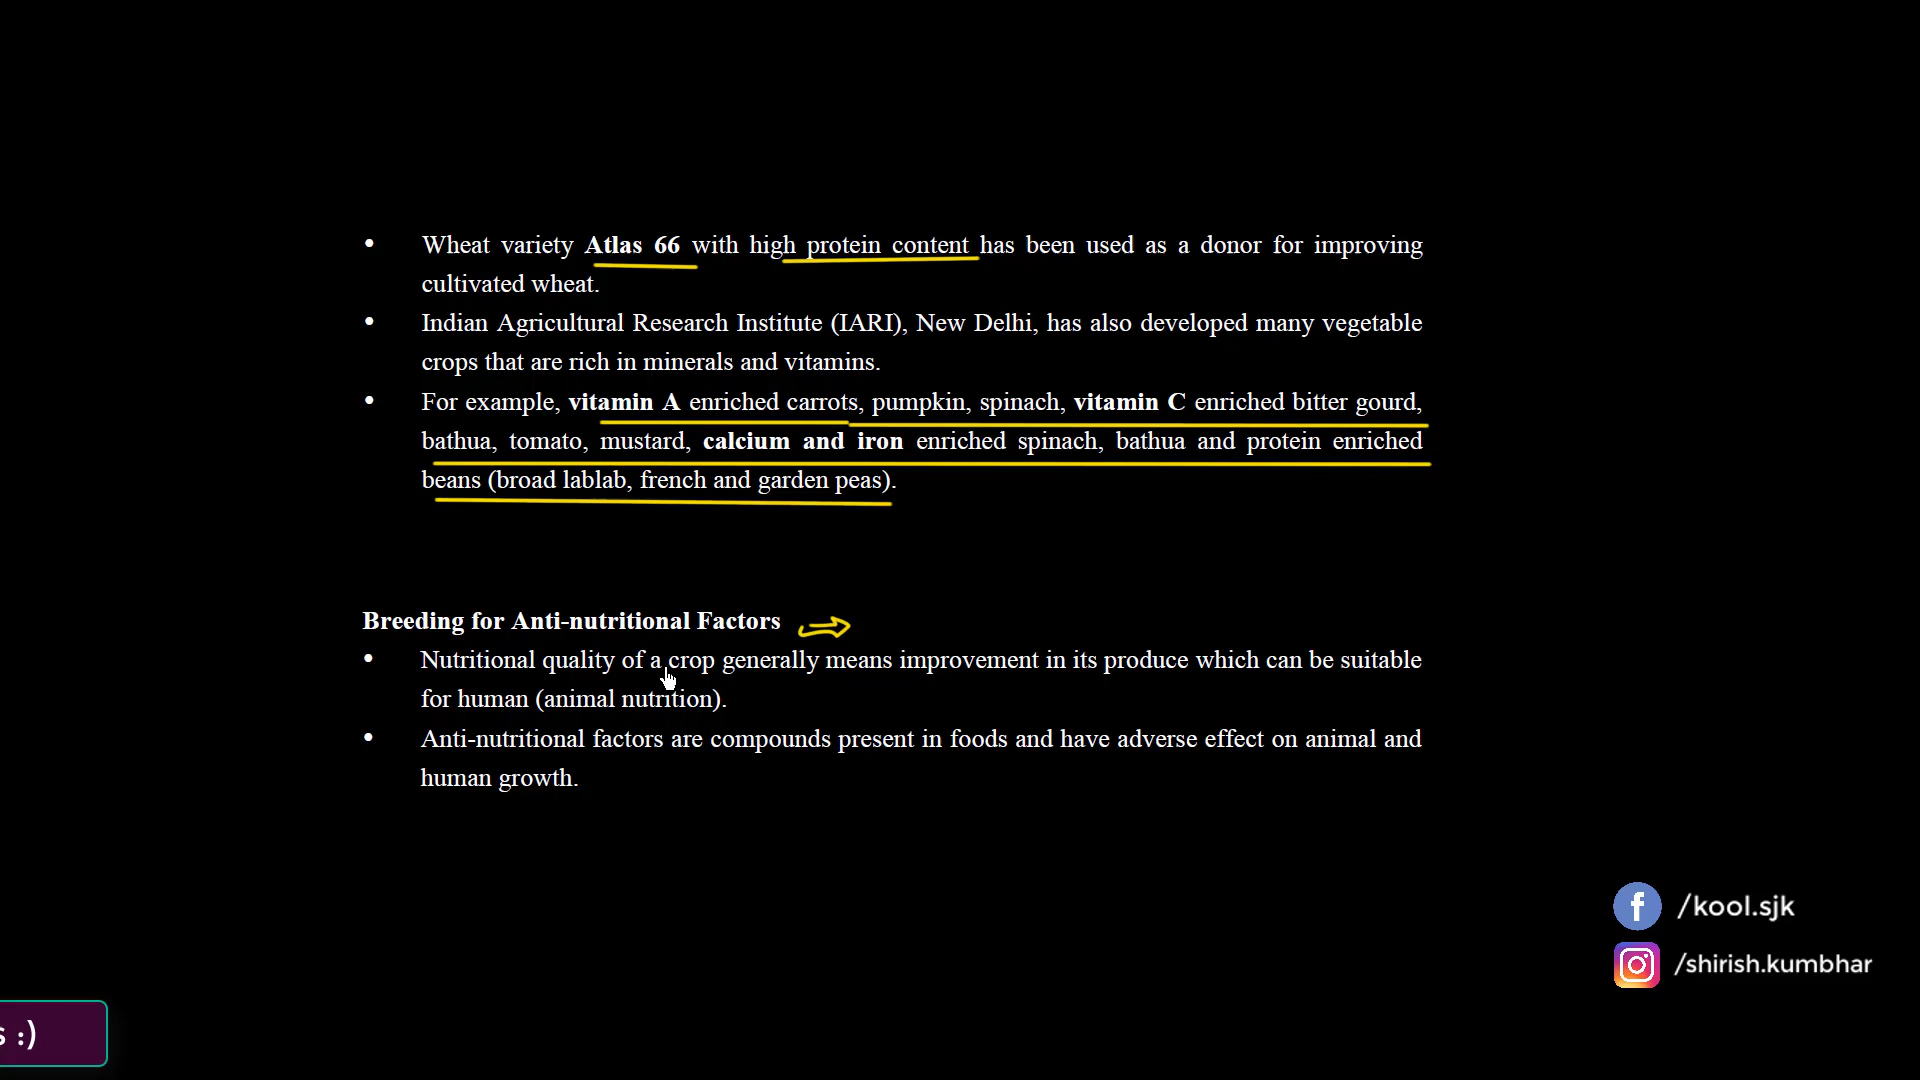 • Wheat variety Atlas 66 with high protein content has been used as a donor for improving
cultivated wheat.
• Indian Agricultural Research Institute (IARI), New Delhi, has also developed many vegetable
crops that are rich in minerals and vitamins.
• For example, vitamin A enriched carrots, pumpkin, spinach, vitamin C enriched bitter gourd,
bathua, tomato, mustard, calcium and iron enriched spinach, bathua and protein enriched
beans (broad lablab, french and garden peas).
Breeding for Anti-nutritional Factors
• Nutritional quality of a crop generally means improvement in its produce which can be suitable
for human (animal nutrition).
• Anti-nutritional factors are compounds present in foods and have adverse effect on animal and
human growth.
/kool.sjk
/shirish.kumbhar
s :)